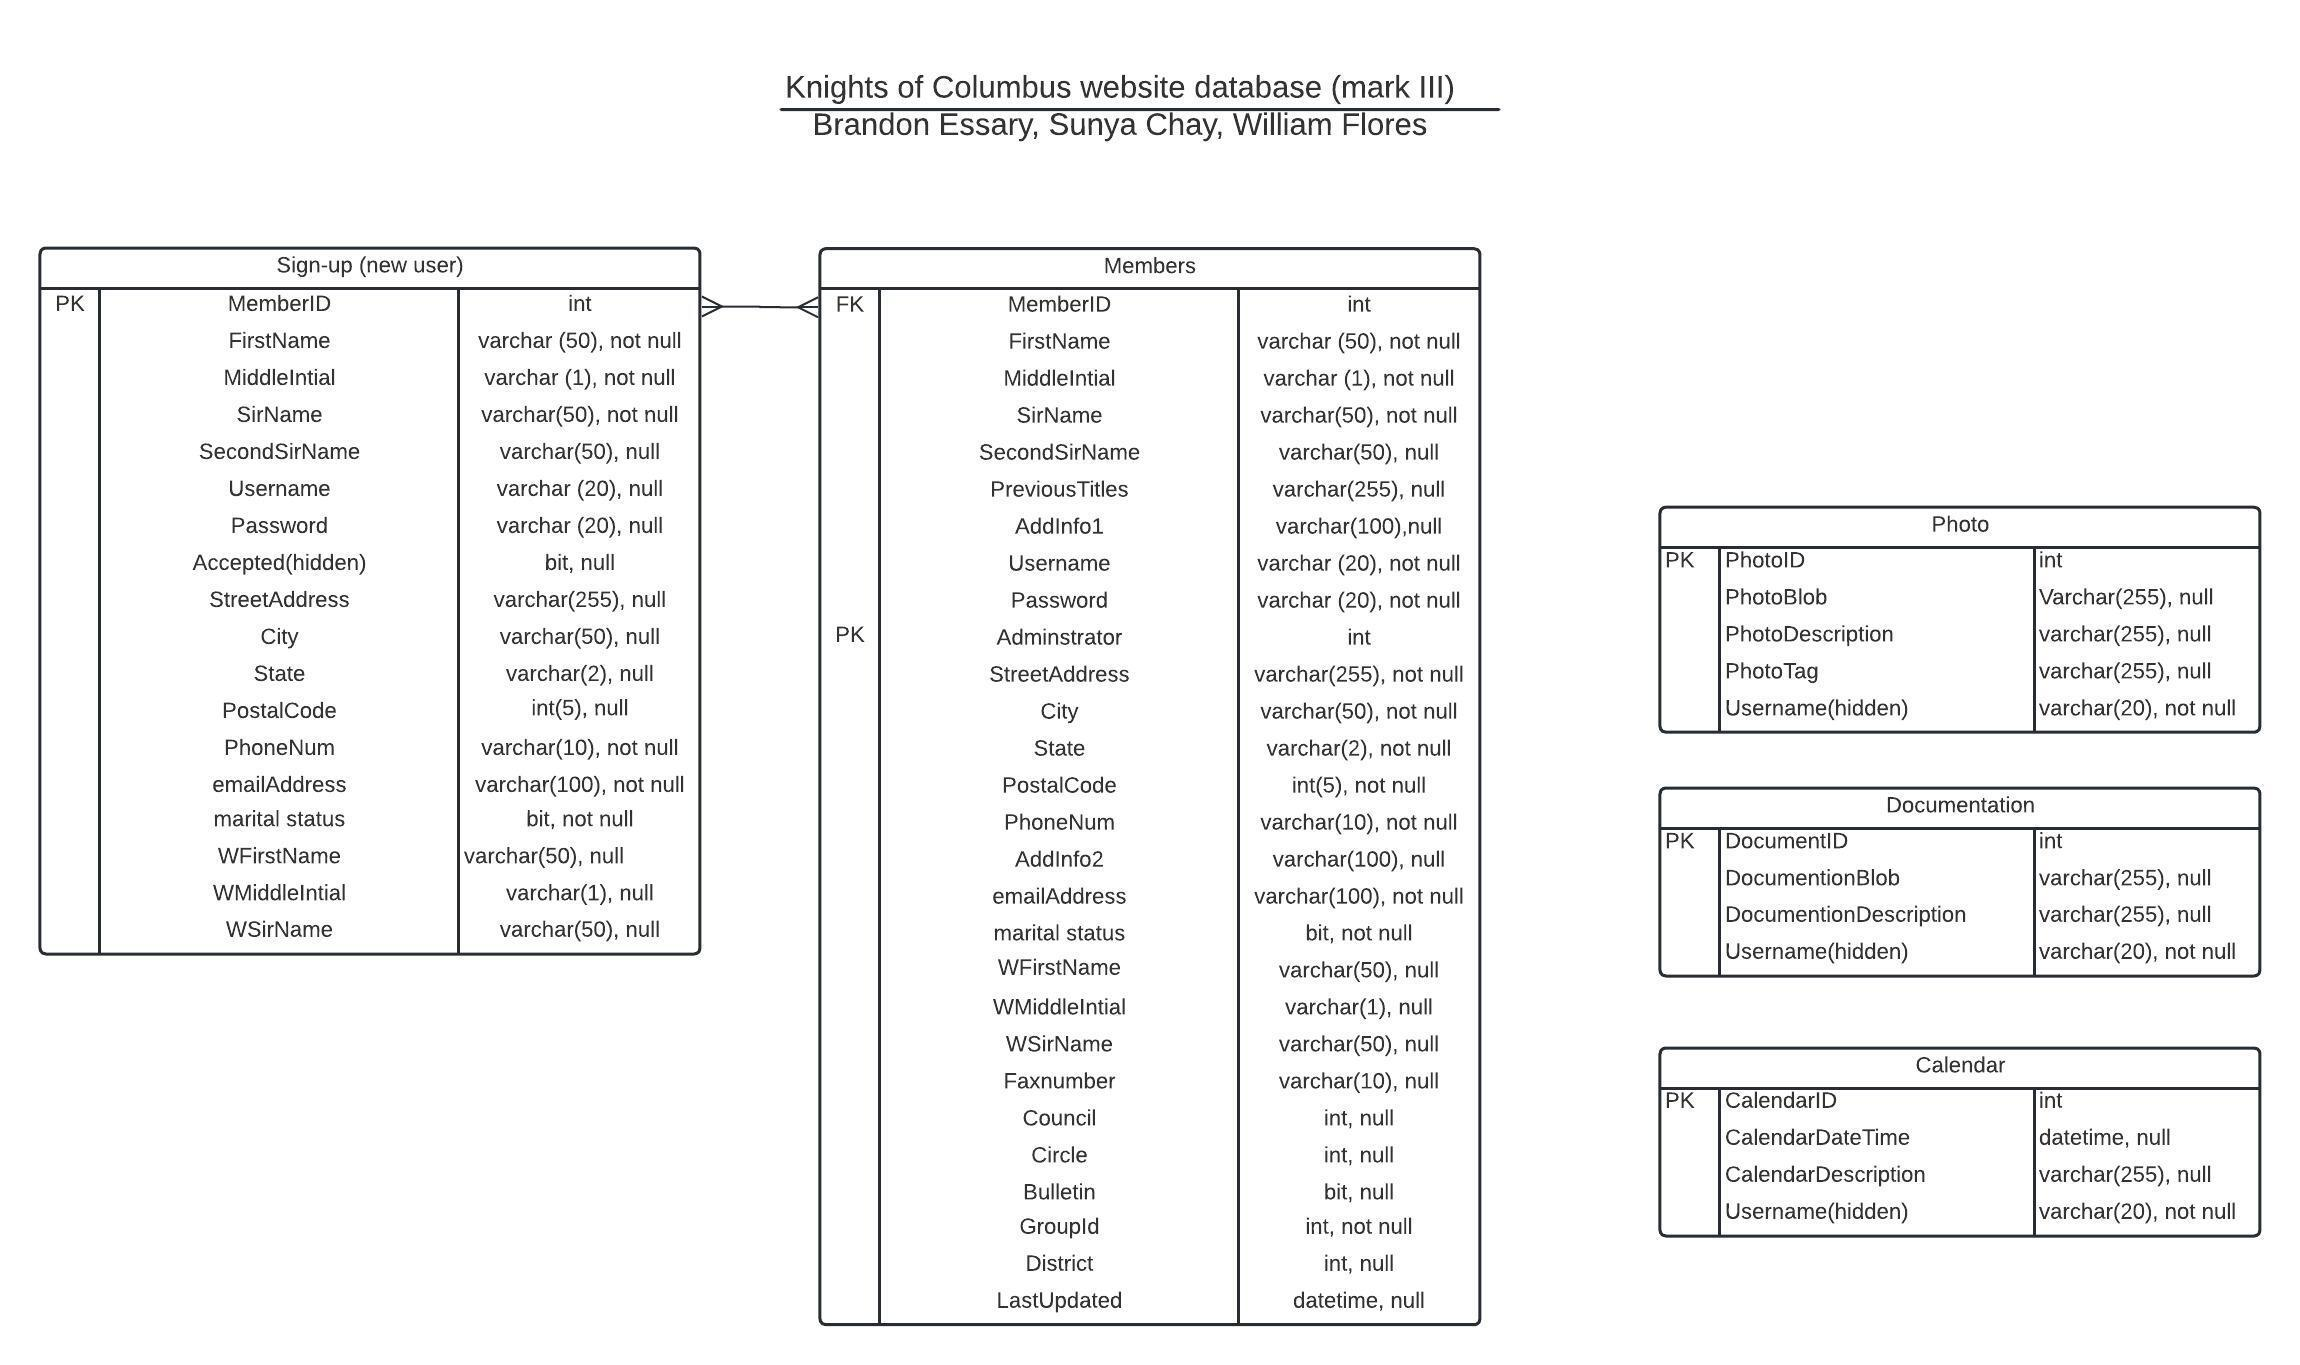 Knights of Columbus website database (mark III)
Brandon Essary, Sunya Chay, William Flores
Sign-up (new user)
PK MemberID int
FirstName varchar (50), not null
MiddleIntial varchar (1), not null
SirName varchar(50), not null
SecondSirName varchar(50), null
Username varchar (20), null
Password varchar (20), null
Accepted(hidden) bit, null
StreetAddress varchar(255), null
City varchar(50), null
State varchar(2), null
PostalCode int(5), null
PhoneNum varchar(10), not null
emailAddress varchar(100), not null
marital status bit, not null
WFirstName varchar(50), null
WMiddleIntial varchar(1), null
WSirName varchar(50), null
Members
FK MemberID int
FirstName varchar (50), not null
MiddleIntial varchar (1), not null
SirName varchar(50), not null
SecondSirName varchar(50), null
PreviousTitles varchar(255), null
AddInfo1 varchar(100),null
Username varchar (20), not null
Password varchar (20), not null
PK Adminstrator int
StreetAddress varchar(255), not null
City varchar(50), not null
State varchar(2), not null
PostalCode int(5), not null
PhoneNum varchar(10), not null
AddInfo2 varchar(100), null
emailAddress varchar(100), not null
marital status bit, not null
WFirstName varchar(50), null
WMiddleIntial varchar(1), null
WSirName varchar(50), null
Faxnumber varchar(10), null
Council int, null
Circle int, null
Bulletin bit, null
GroupId int, not null
District int, null
LastUpdated datetime, null
Photo
PK PhotoID int
PhotoBlob Varchar(255), null
PhotoDescription varchar(255), null
PhotoTag varchar(255), null
Username(hidden) varchar(20), not null
Documentation
PK DocumentID int
DocumentionBlob varchar(255), null
DocumentionDescription varchar(255), null
Username(hidden) varchar(20), not null
Calendar
PK CalendarID int
CalendarDateTime datetime, null
CalendarDescription varchar(255), null
Username(hidden) varchar(20), not null